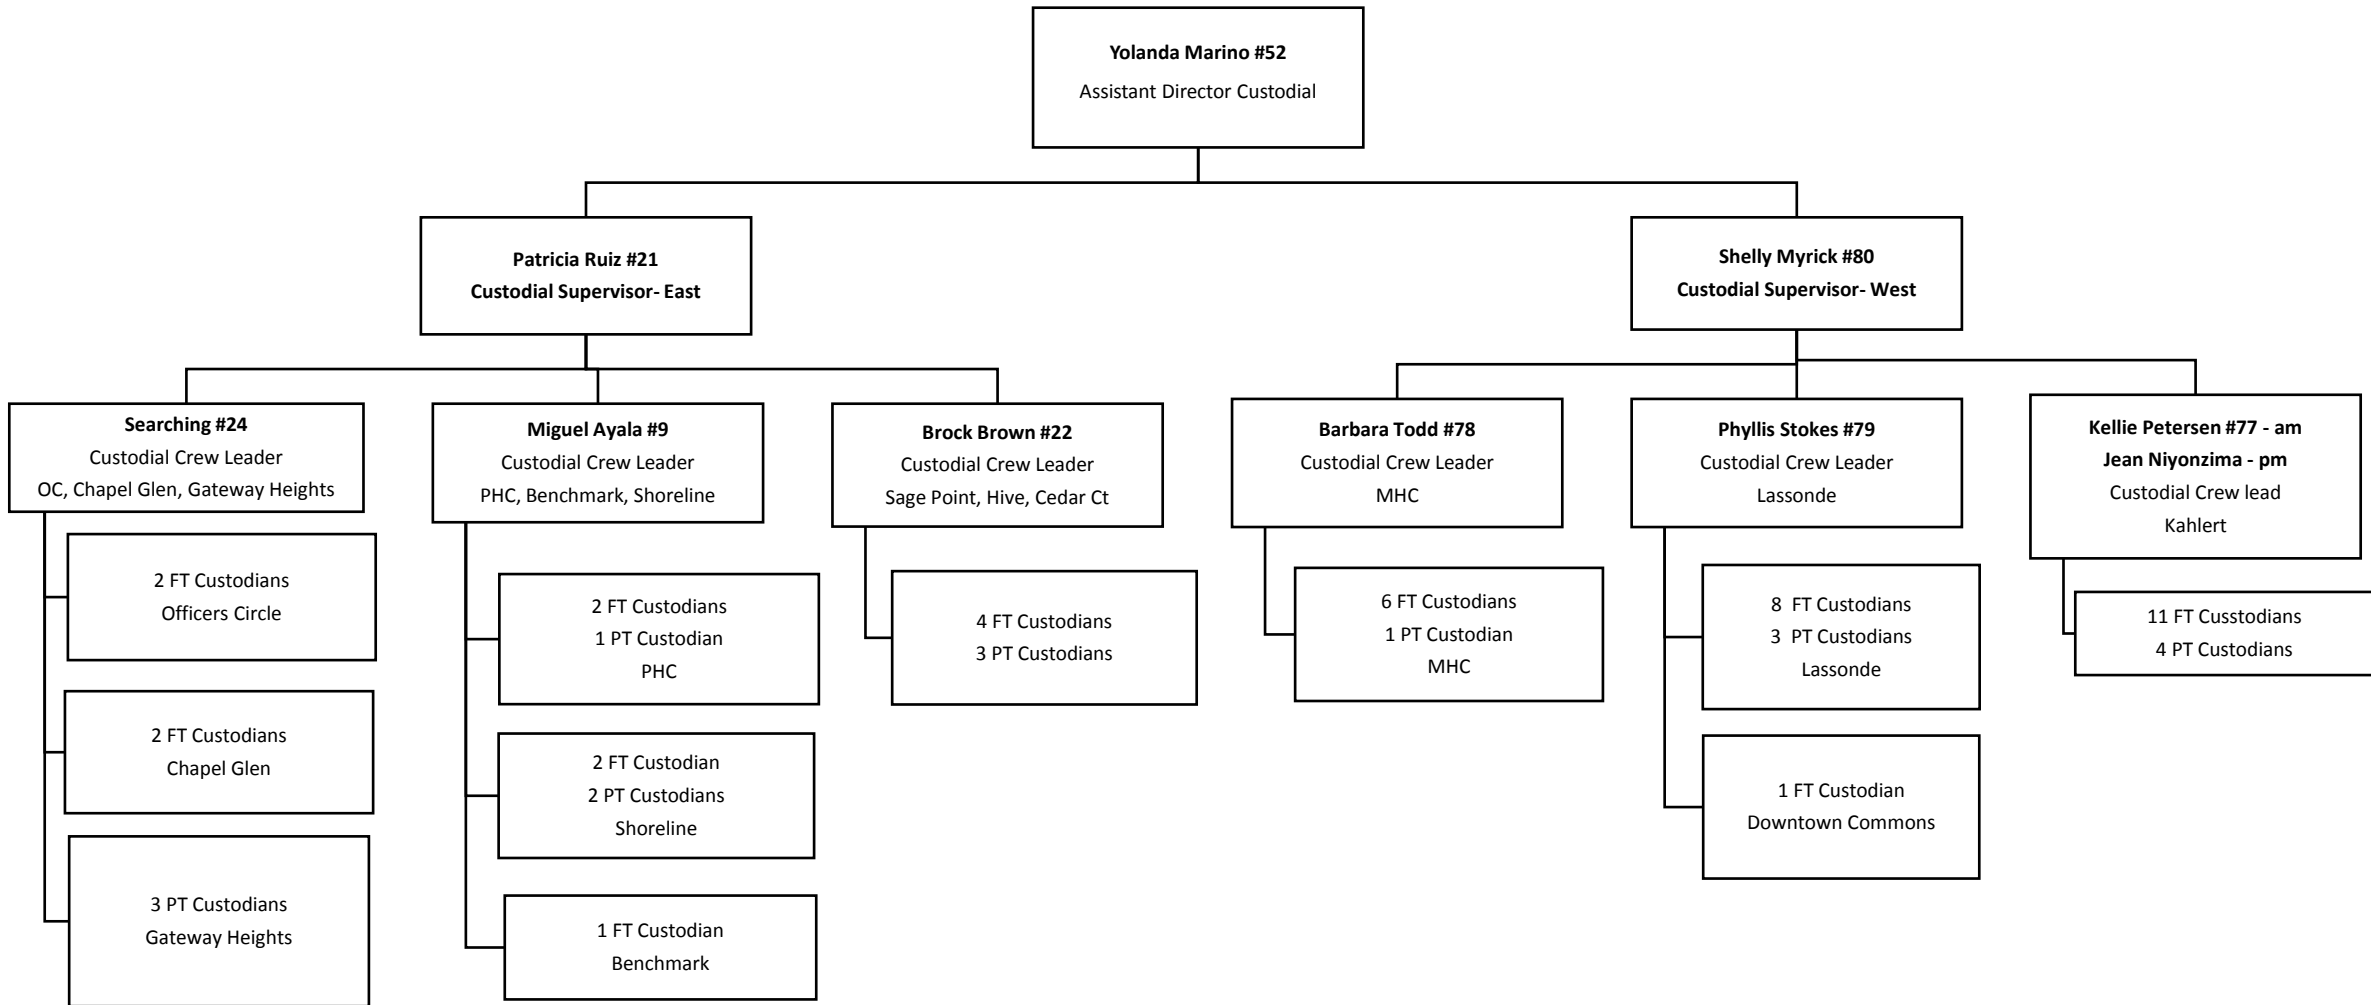 Yolanda Marino #52
Assistant Director Custodial
Patricia Ruiz #21
Custodial Supervisor- East
Shelly Myrick #80
Custodial Supervisor- West
Searching #24
Custodial Crew Leader
OC, Chapel Glen, Gateway Heights
2 FT Custodians
Officers Circle
2 FT Custodians
Chapel Glen
3 PT Custodians
Gateway Heights
Miguel Ayala #9
Custodial Crew Leader
PHC, Benchmark, Shoreline
2 FT Custodians
1 PT Custodian
PHC
2 FT Custodian
2 PT Custodians
Shoreline
1 FT Custodian
Benchmark
Brock Brown #22
Custodial Crew Leader
Sage Point, Hive, Cedar Ct
4 FT Custodians
3 PT Custodians
Barbara Todd #78
Custodial Crew Leader
MHC
6 FT Custodians
1 PT Custodian
MHC
Phyllis Stokes #79
Custodial Crew Leader
Lassonde
8 FT Custodians
3 PT Custodians
Lassonde
1 FT Custodian
Downtown Commons
Kellie Petersen #77 - am
Jean Niyonzima - pm
Custodial Crew lead
Kahlert
11 FT Cusstodians
4 PT Custodians